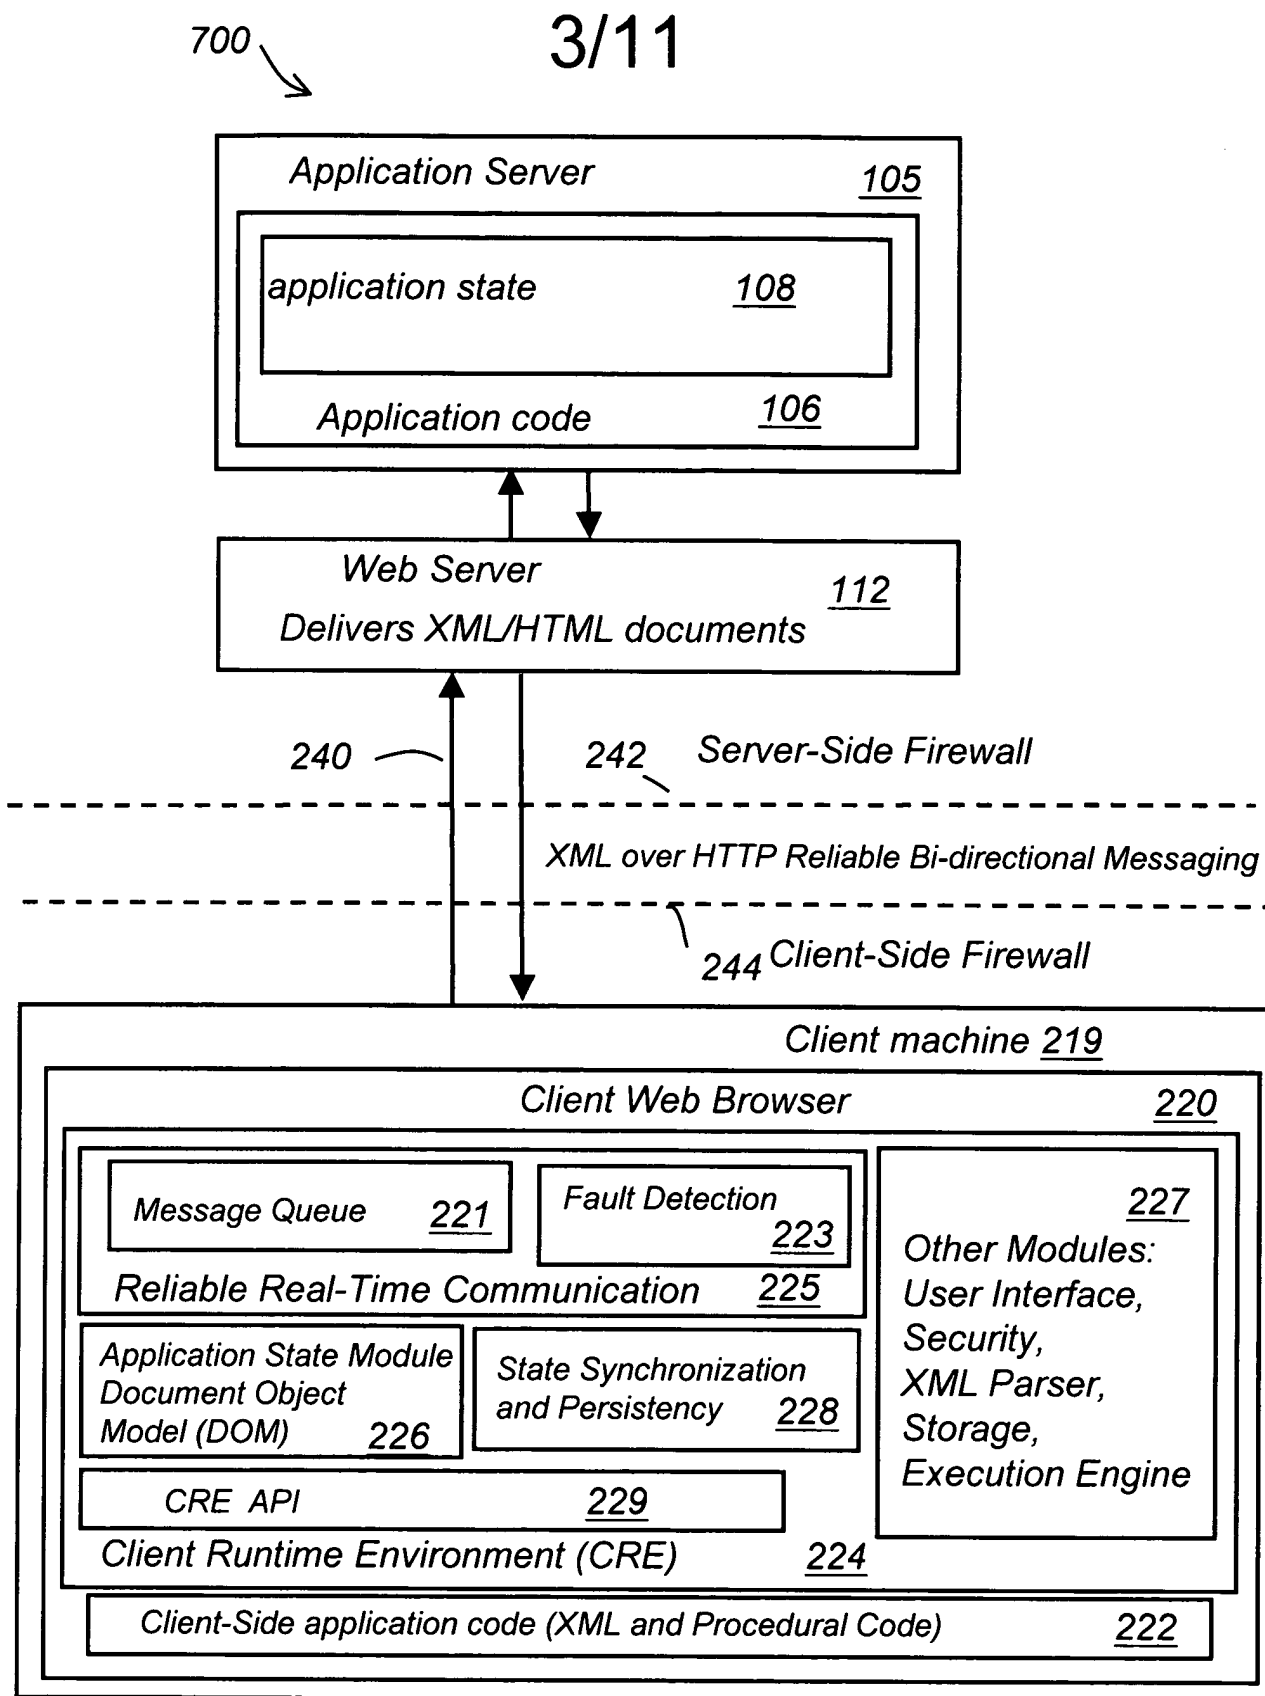 700
3/11
Application Server 105
application state 108
Application code 106
Web Server
112
Delivers XML/HTML documents
240
242
Server-Side Firewall
XML over HTTP Reliable Bi-directional Messaging
244
Client-Side Firewall
Client machine 219
Client Web Browser 220
Message Queue 221
Fault Detection
223
Reliable Real-Time Communication 225
227
Other Modules:
User Interface,
Security,
XML Parser,
Storage,
Execution Engine
Application State Module
Document Object
Model (DOM) 226
State Synchronization
and Persistency 228
CRE API 229
Client Runtime Environment (CRE) 224
Client-Side application code (XML and Procedural Code) 222